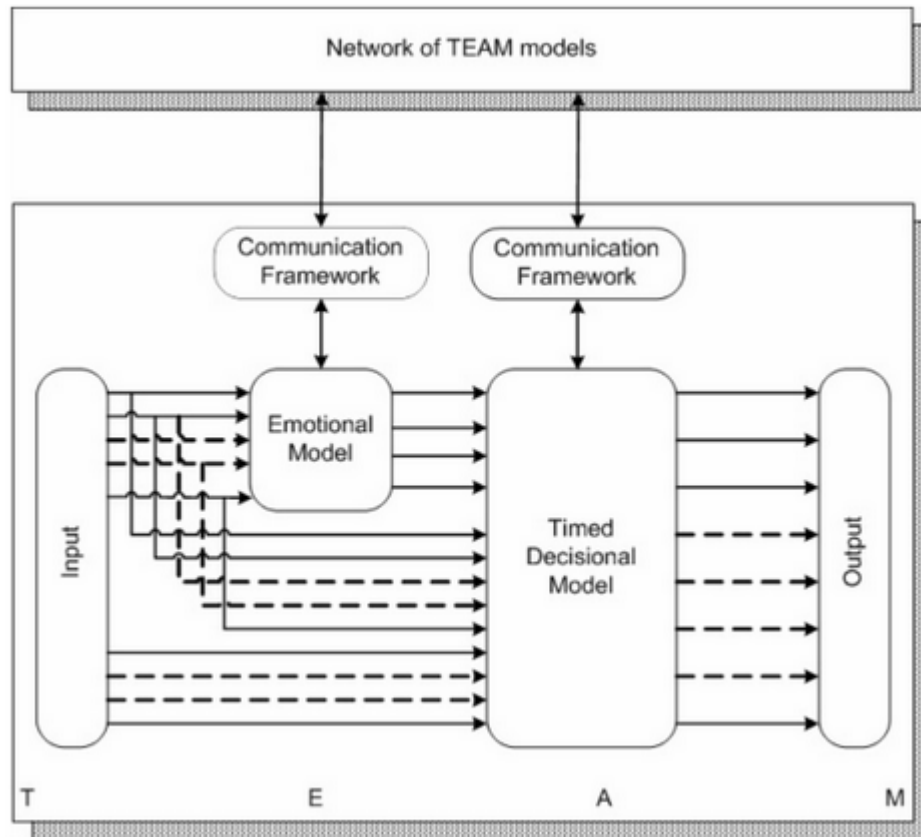 Network of TEAM models
Communication
Framework
Communication
Framework
Input
Emotional
Model
Timed
Decisional
Model
Output
T E A M